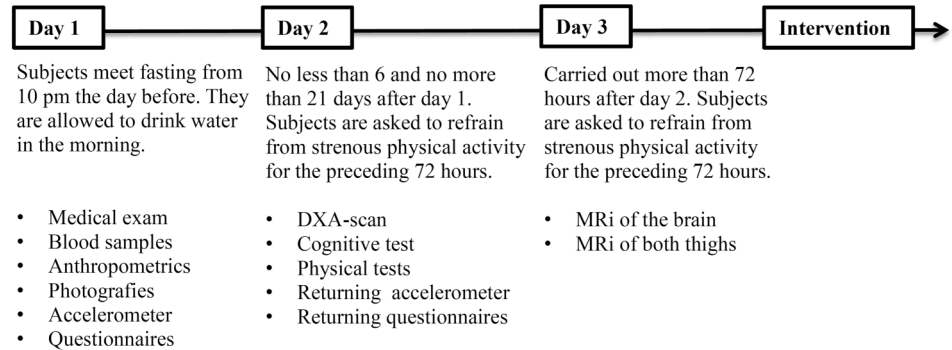 Day 1
Day 2
Day 3
Intervention
Subjects meet fasting from
10 pm the day before. They
are allowed to drink water
in the morning.
• Medical exam
• Blood samples
• Anthropometrics
• Photografies
• Accelerometer
• Questionnaires
No less than 6 and no more
than 21 days after day 1.
Subjects are asked to refrain
from strenous physical activity
for the preceding 72 hours.
• DXA-scan
• Cognitive test
• Physical tests
• Returning accelerometer
• Returning questionnaires
Carried out more than 72
hours after day 2. Subjects
are asked to refrain from
strenous physical activity
for the preceding 72 hours.
• MRi of the brain
• MRi of both thighs